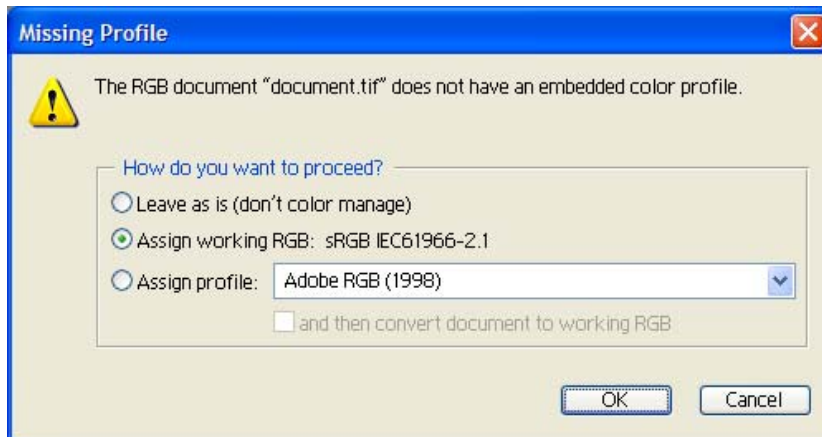 Missing Profile
The RGB document “document.tif” does not have an embedded color profile.
How do you want to proceed?
Leave as is (don't color manage)
Assign working RGB: sRGB IEC61966-2.1
Assign profile: Adobe RGB (1998)
and then convert document to working RGB
OK Cancel